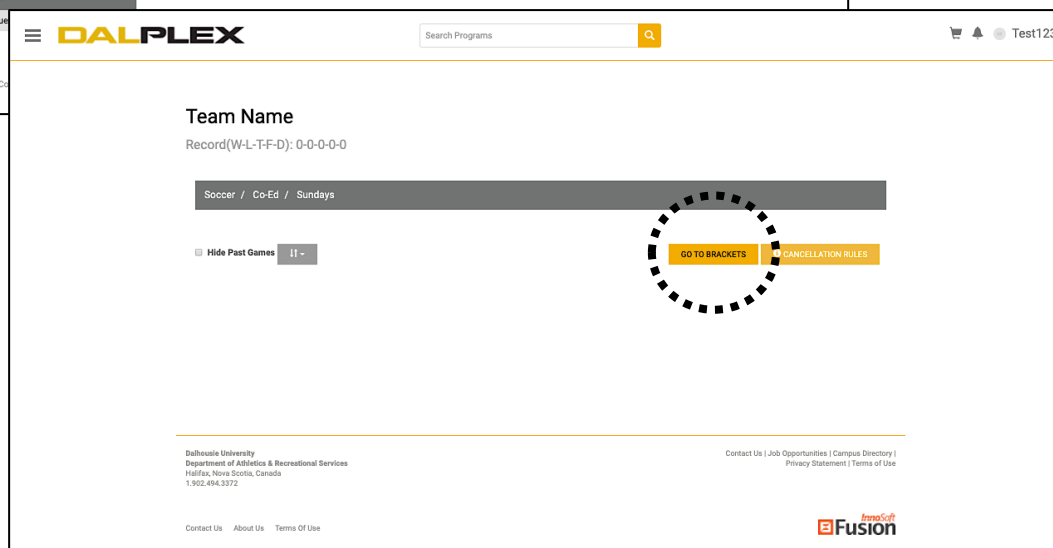 DALPLEX
Search Programs
Test123
Team Name
Record(W-L-T-F-D): 0-0-0-0-0
Soccer / Co-Ed / Sundays
Hide Past Games
GO TO BRACKETS
CANCELLATION RULES
Dalhousie University
Department of Athletics & Recreational Services
Halifax, Nova Scotia, Canada
1.902.494.3372
Contact Us | Job Opportunities | Campus Directory |
Privacy Statement | Terms of Use
Contact Us About Us Terms Of Use
InnoSoft
Fusion